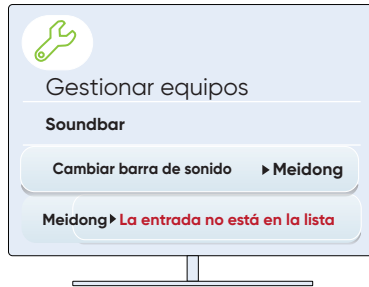 Gestionar equipos
Soundbar
Cambiar barra de sonido ▸ Meidong
Meidong ▸ La entrada no está en la lista